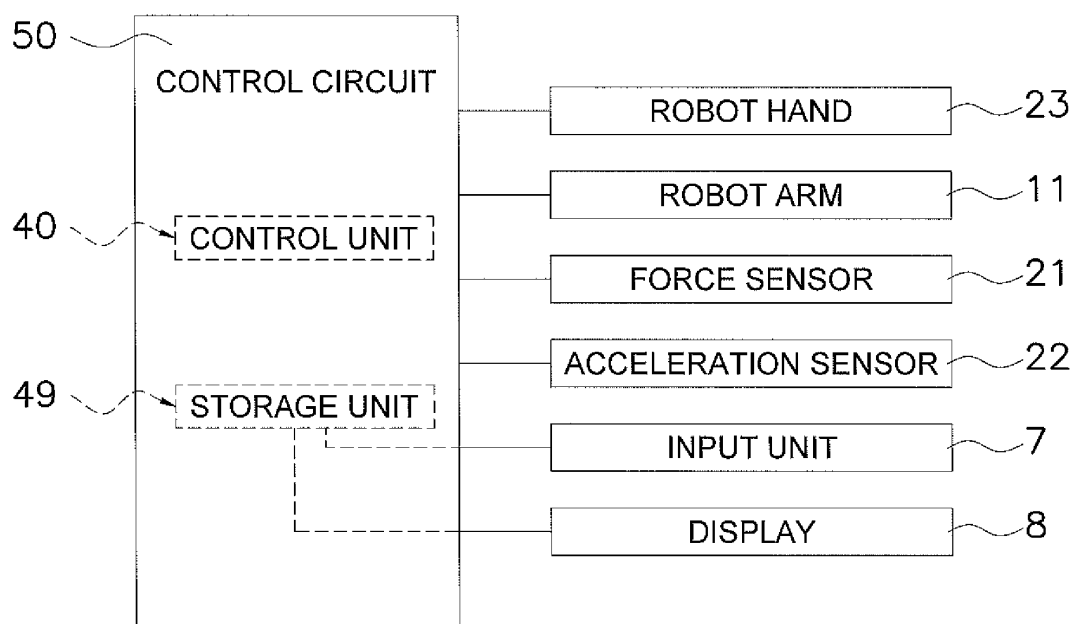 50
CONTROL CIRCUIT
ROBOT HAND 23
ROBOT ARM 11
40 CONTROL UNIT
FORCE SENSOR 21
ACCELERATION SENSOR 22
49 STORAGE UNIT
INPUT UNIT 7
DISPLAY 8